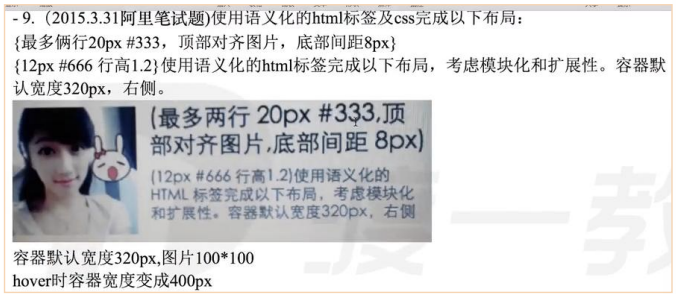 - 9.（2015.3.31阿里笔试题)使用语义化的html标签及css完成以下布局：
{最多俩行20px #333，顶部对齐图片，底部间距8px}
{12px #666 行高1.2}使用语义化的html标签完成以下布局，考虑模块化和扩展性。容器默
认宽度320px，右侧。
(最多两行 20px #333,顶
部对齐图片,底部间距 8px)
(12px #666 行高1.2)使用语义化的
HTML 标签完成以下布局，考虑模块化
和扩展性。容器默认宽度320px，右侧
容器默认宽度320px,图片100*100
hover时容器宽度变成400px
渡一教